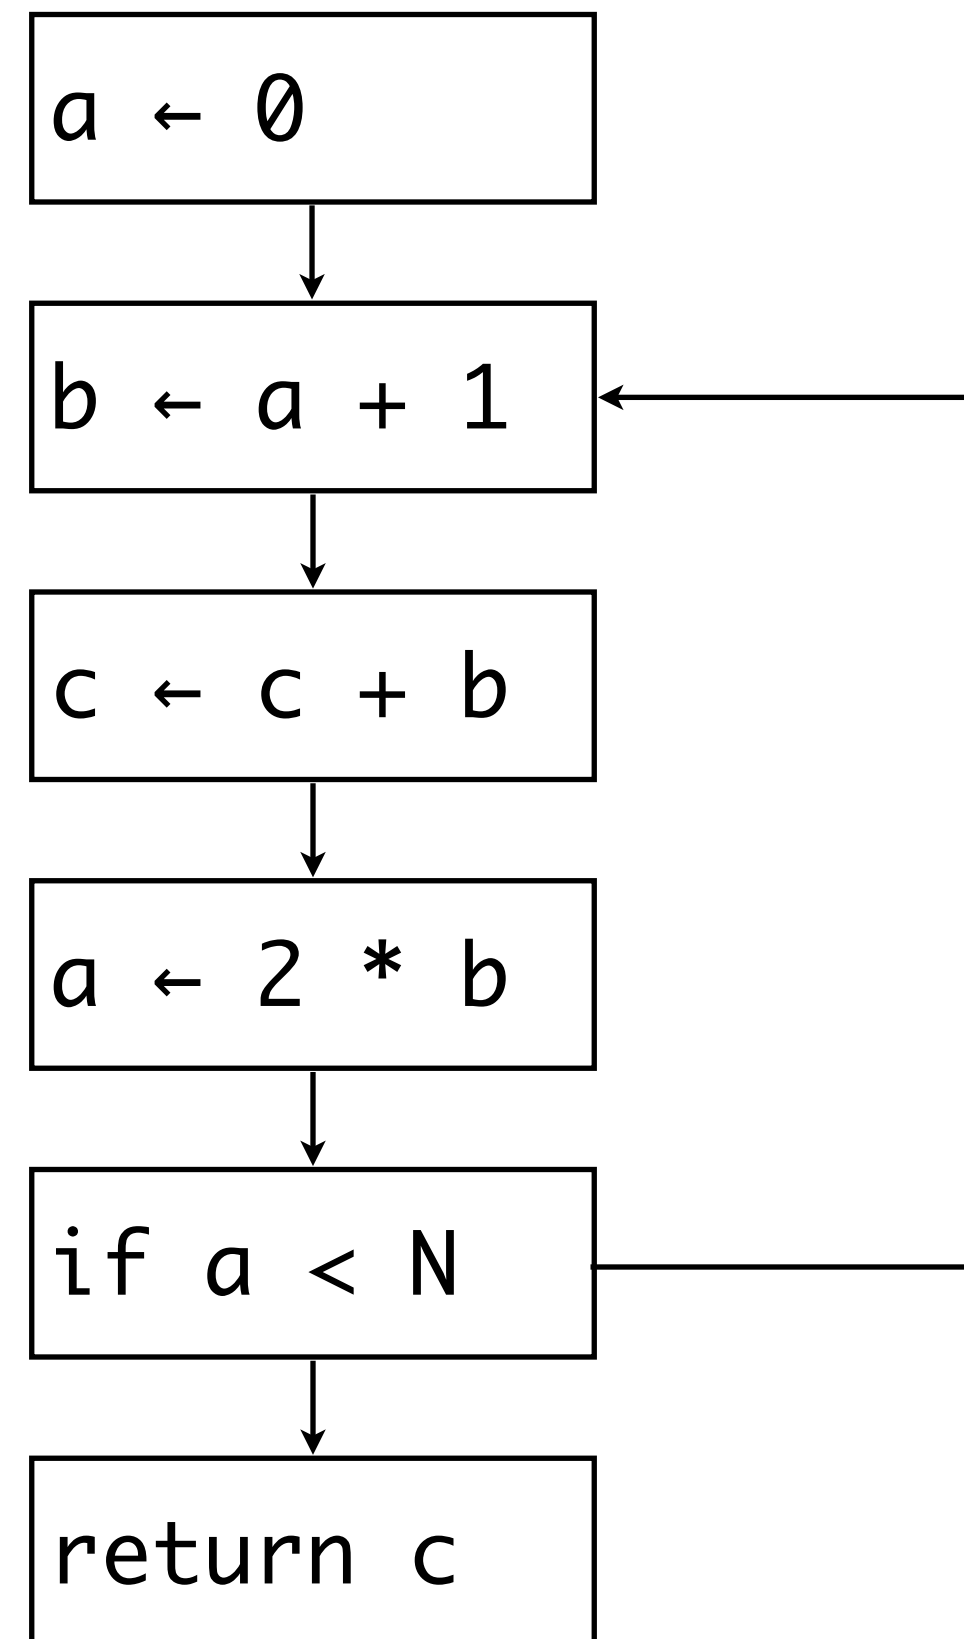 a ← 0
b ← a + 1
c ← c + b
a ← 2 * b
if a < N
return c